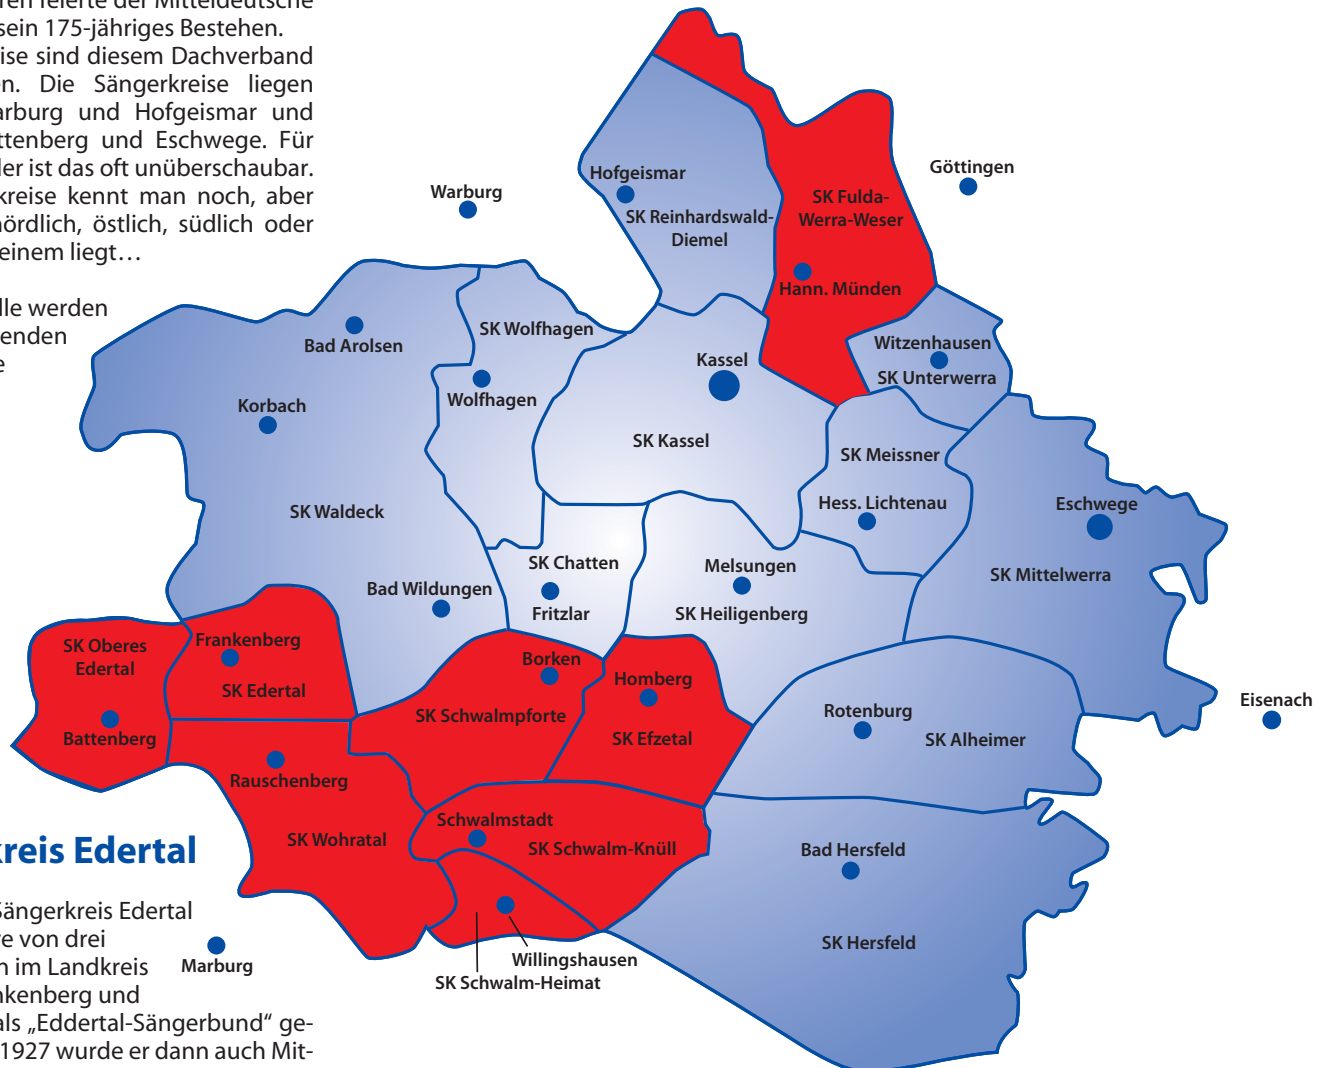 sein 175-jähriges Bestehen.
ise sind diesem Dachverband
en. Die Sängerkreise liegen
arburg und Hofgeismar und
ttenberg und Eschwege. Für
ler ist das oft unüberschaubar.
kreise kennt man noch, aber
nördlich, östlich, südlich oder
einem liegt…
lle werden
enden
e
kreis Edertal
Sängerkreis Edertal
re von drei
n im Landkreis
nkenberg und
als „Eddertal-Sängerbund“ ge-
1927 wurde er dann auch Mit-
Göttingen
Warburg
Hofgeismar
SK Reinhardswald-
Diemel
SK Fulda-
Werra-Weser
Hann. Münden
Bad Arolsen
SK Wolfhagen
Wolfhagen
Kassel
SK Kassel
Witzenhausen
SK Unterwerra
Korbach
SK Waldeck
Bad Wildungen
SK Meissner
Hess. Lichtenau
Eschwege
SK Mittelwerra
SK Chatten
Fritzlar
Melsungen
SK Heiligenberg
SK Oberes
Edertal
Battenberg
Frankenberg
SK Edertal
Borken
SK Schwalmpforte
Homberg
SK Efzetal
Rotenburg
SK Alheimer
Eisenach
Rauschenberg
SK Wohratal
Schwalmstadt
SK Schwalm-Knüll
Bad Hersfeld
SK Hersfeld
Marburg
Willingshausen
SK Schwalm-Heimat